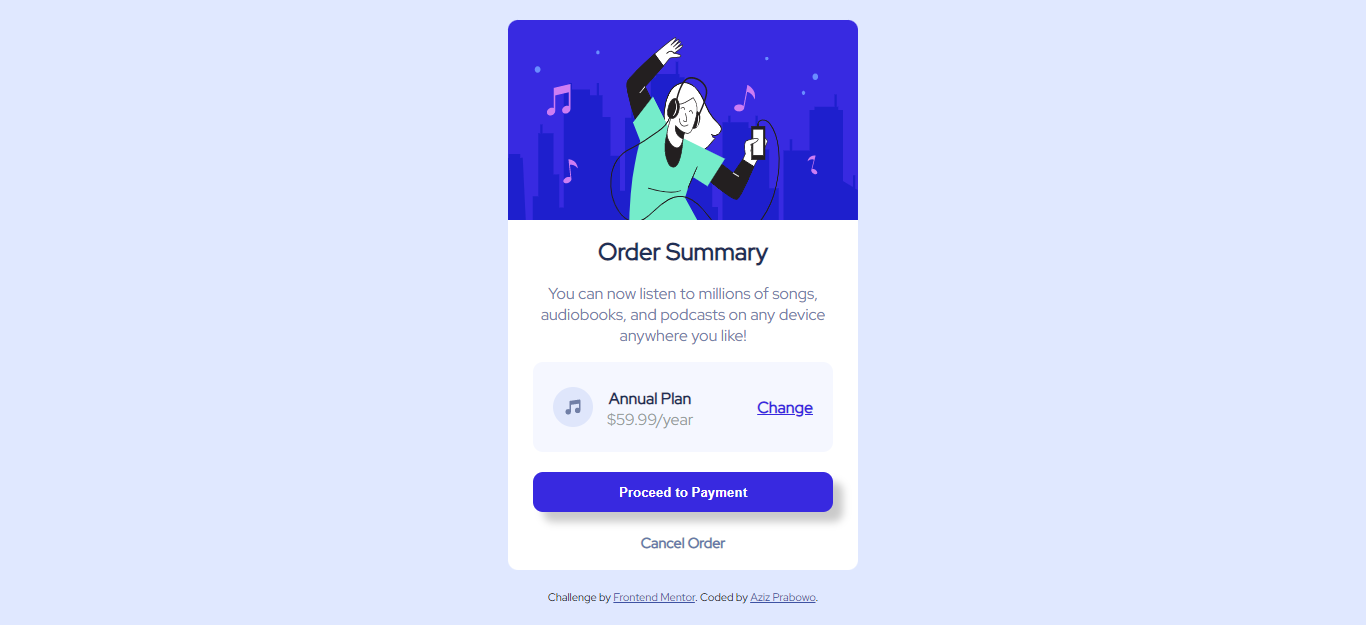 Order Summary
You can now listen to millions of songs,
audiobooks, and podcasts on any device
anywhere you like!
Annual Plan
$59.99/year
Change
Proceed to Payment
Cancel Order
Challenge by Frontend Mentor. Coded by Aziz Prabowo.